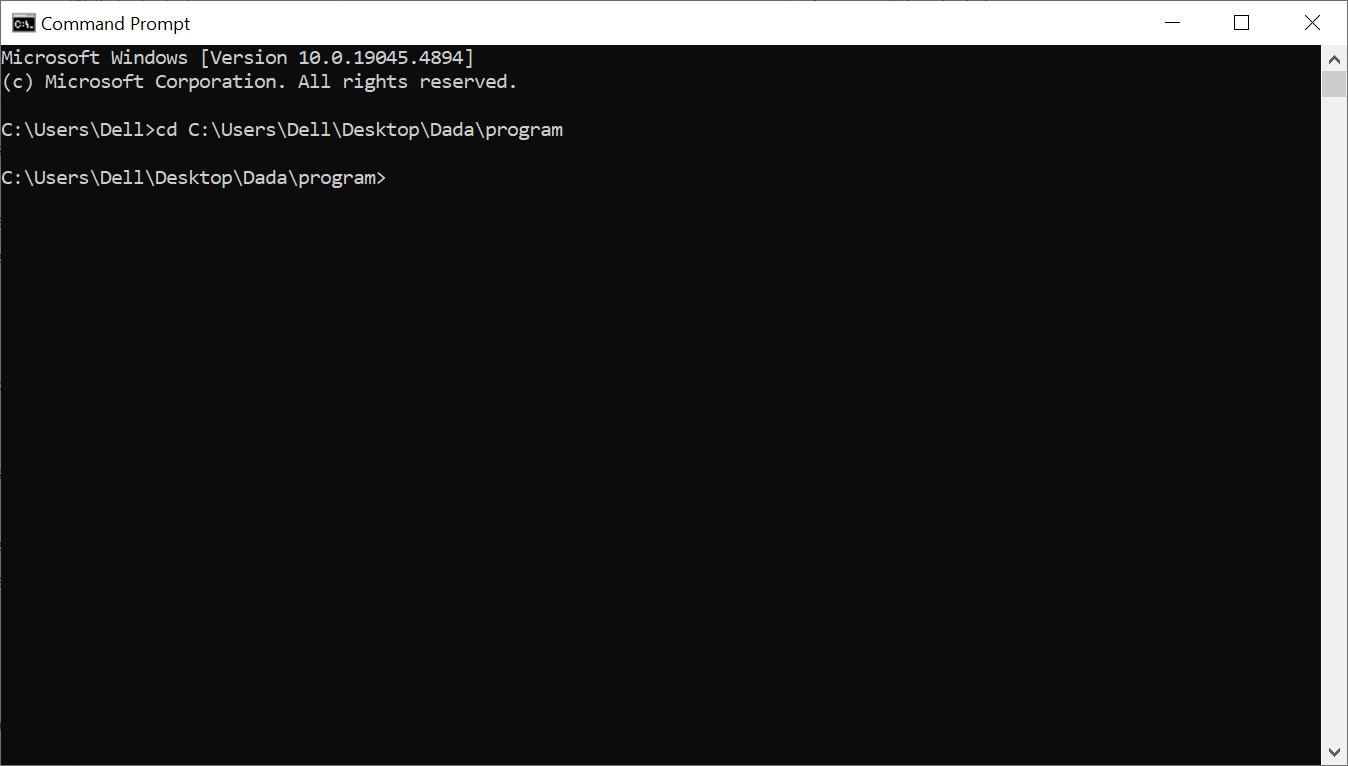 Command Prompt
Microsoft Windows [Version 10.0.19045.4894]
(c) Microsoft Corporation. All rights reserved.
C:\Users\Dell>cd C:\Users\Dell\Desktop\Dada\program
C:\Users\Dell\Desktop\Dada\program>